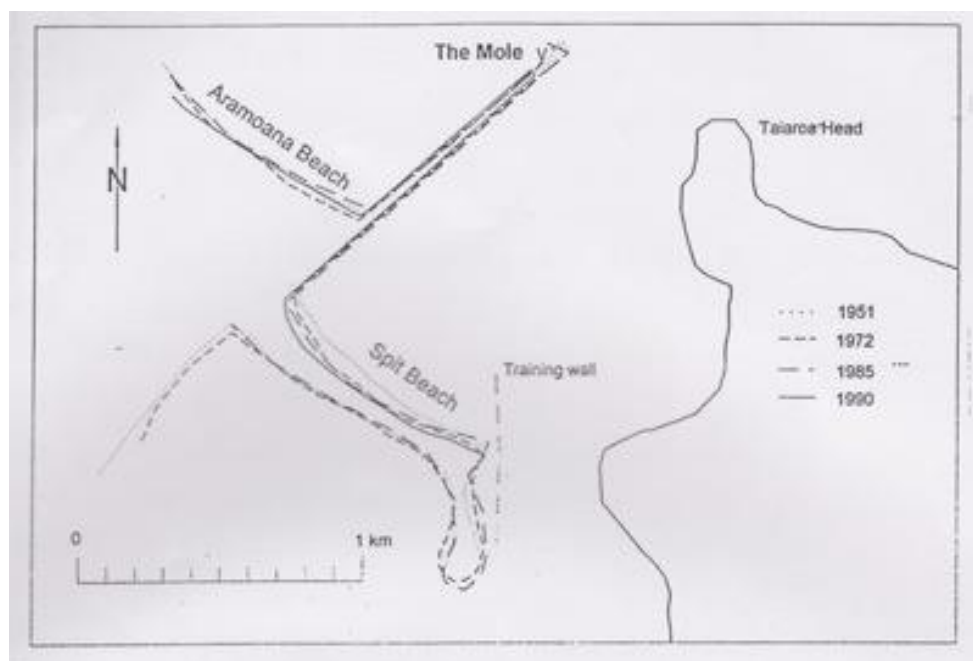 The Mole
Aramoana Beach
Taiaroa Head
N
1951
1972
1985
1990
Spit Beach
Training wall
0
1 km